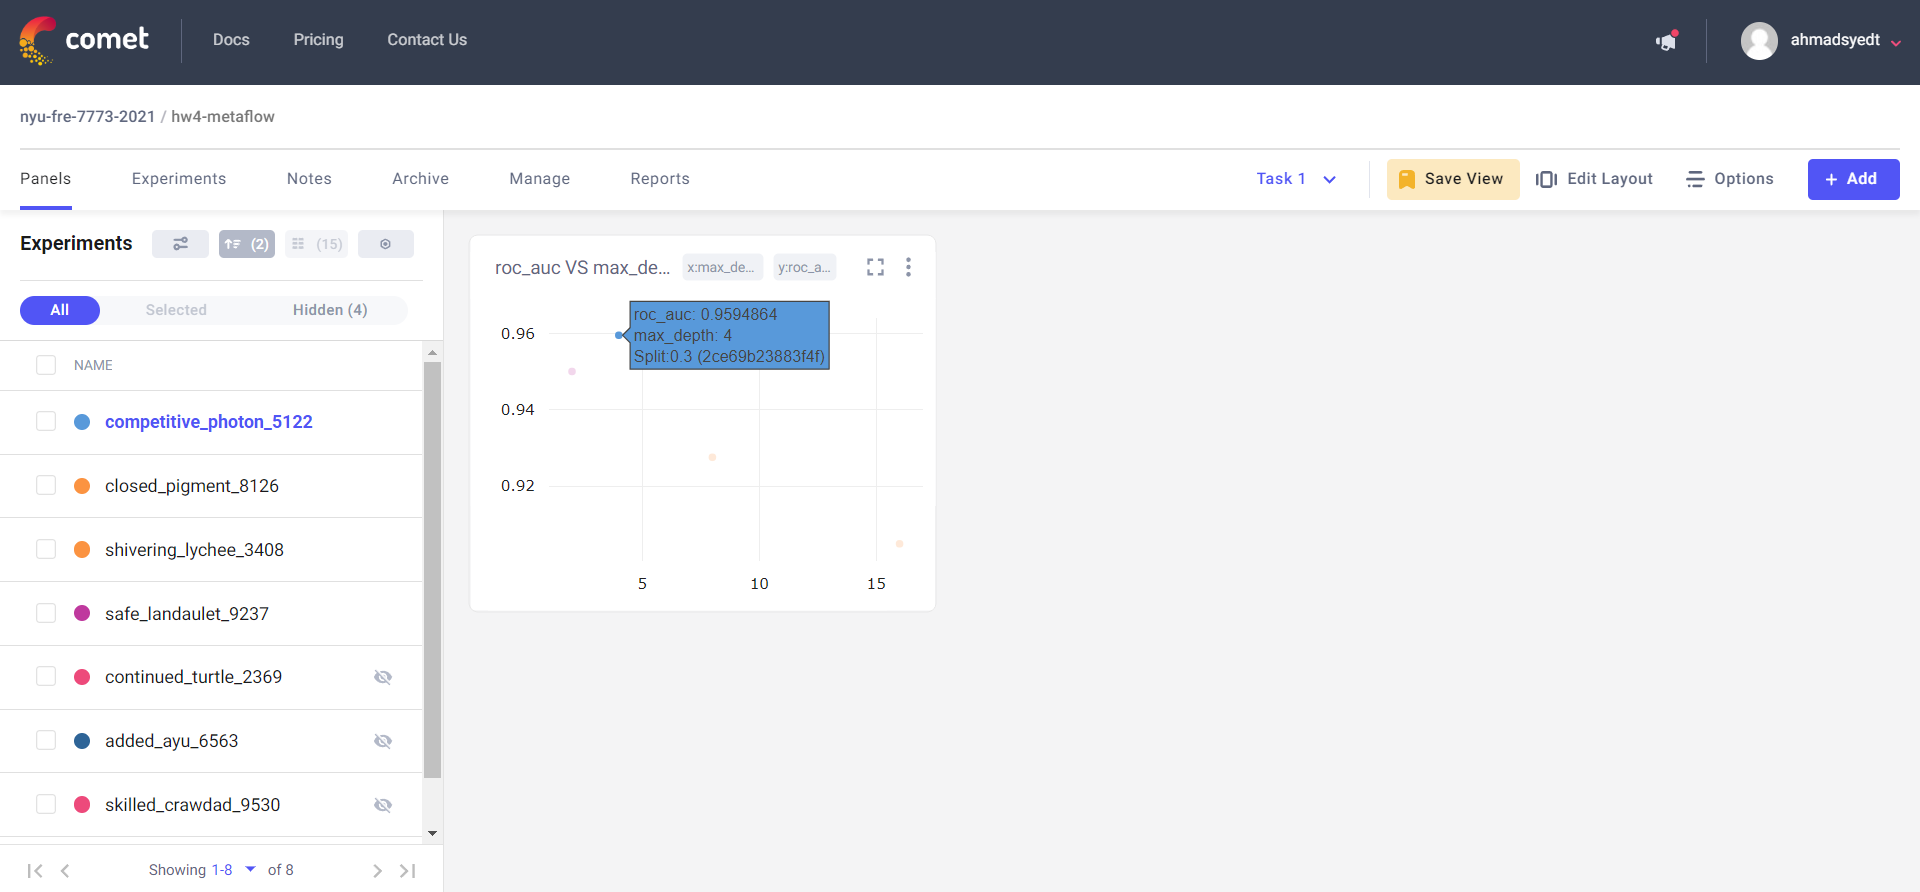 comet
Docs
Pricing
Contact Us
ahmadsyedt
nyu-fre-7773-2021 / hw4-metaflow
Panels
Experiments
Notes
Archive
Manage
Reports
Task 1
Save View
Edit Layout
Options
+ Add
Experiments
(2)
(15)
All
Selected
Hidden (4)
NAME
competitive_photon_5122
closed_pigment_8126
shivering_lychee_3408
safe_landaulet_9237
continued_turtle_2369
added_ayu_6563
skilled_crawdad_9530
Showing 1-8 of 8
roc_auc VS max_de...
x:max_de...
y:roc_a...
roc_auc: 0.9594864
max_depth: 4
Split:0.3 (2ce69b23883f4f)
0.96
0.94
0.92
5
10
15